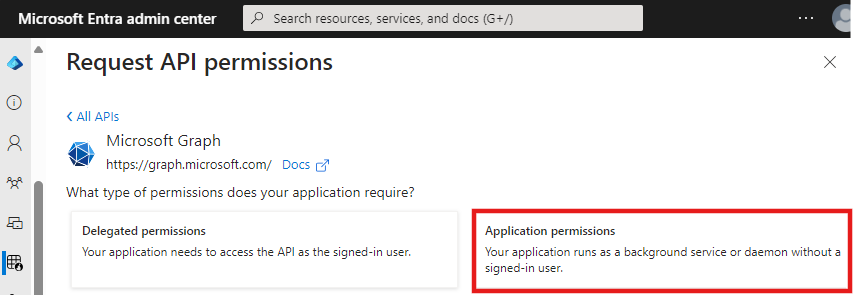 Microsoft Entra admin center
Search resources, services, and docs (G+/)
Request API permissions
All APIs
Microsoft Graph
https://graph.microsoft.com/ Docs
What type of permissions does your application require?
Delegated permissions
Your application needs to access the API as the signed-in user.
Application permissions
Your application runs as a background service or daemon without a
signed-in user.